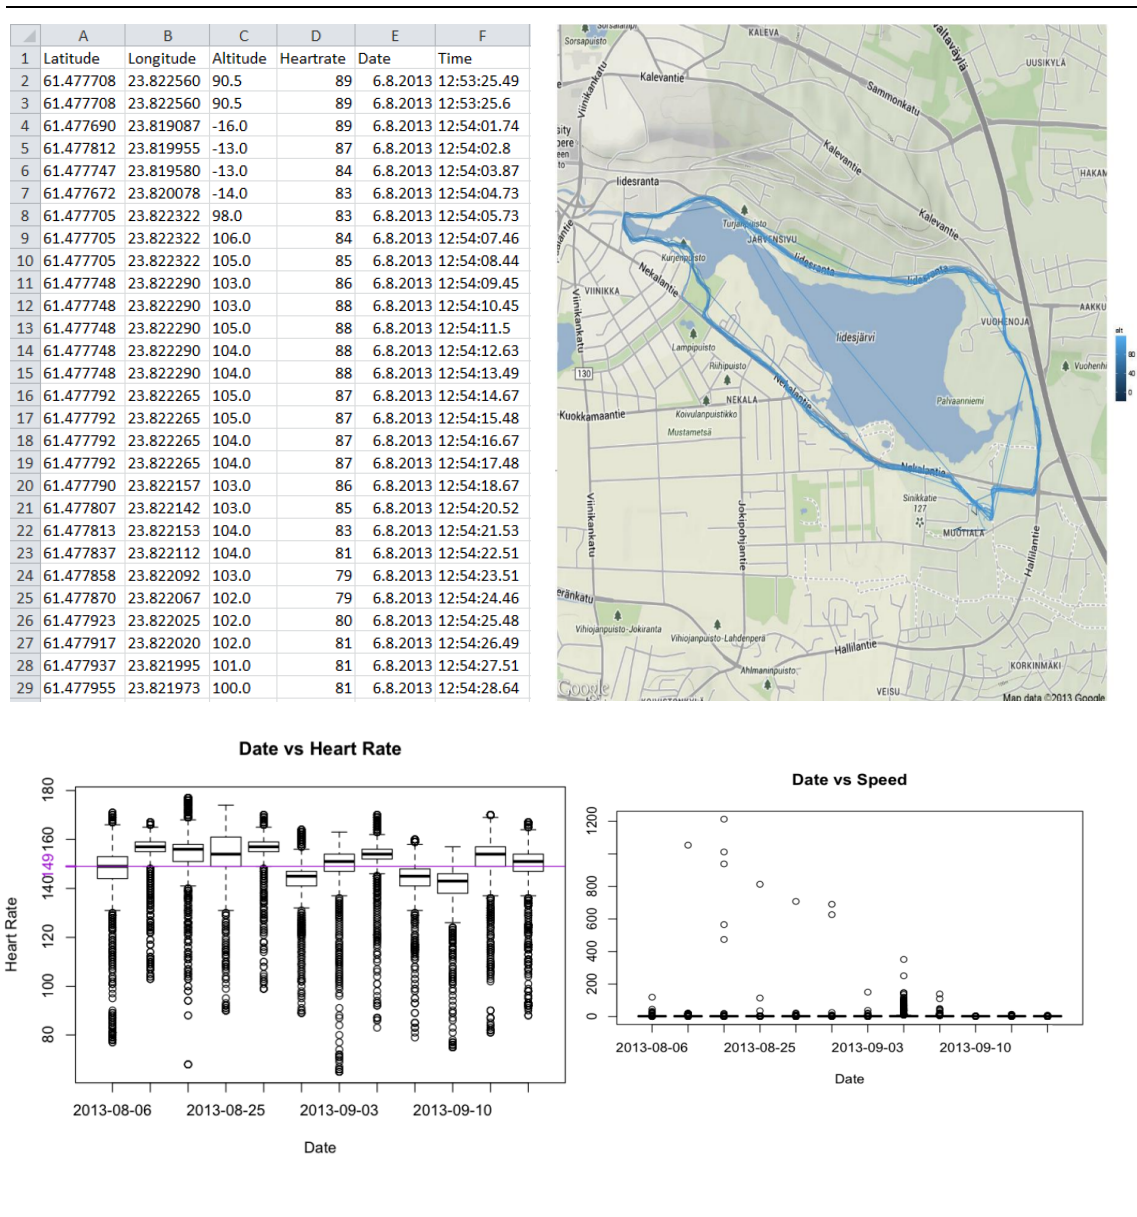 A B C D E F
1 Latitude Longitude Altitude Heartrate Date Time
2 61.477708 23.822560 90.5 89 6.8.2013 12:53:25.49
3 61.477708 23.822560 90.5 89 6.8.2013 12:53:25.6
4 61.477690 23.819087 -16.0 89 6.8.2013 12:54:01.74
5 61.477812 23.819955 -13.0 87 6.8.2013 12:54:02.8
6 61.477747 23.819580 -13.0 84 6.8.2013 12:54:03.87
7 61.477672 23.820078 -14.0 83 6.8.2013 12:54:04.73
8 61.477705 23.822322 98.0 83 6.8.2013 12:54:05.73
9 61.477705 23.822322 106.0 84 6.8.2013 12:54:07.46
10 61.477705 23.822322 105.0 85 6.8.2013 12:54:08.44
11 61.477748 23.822290 103.0 86 6.8.2013 12:54:09.45
12 61.477748 23.822290 103.0 88 6.8.2013 12:54:10.45
13 61.477748 23.822290 105.0 88 6.8.2013 12:54:11.5
14 61.477748 23.822290 104.0 88 6.8.2013 12:54:12.63
15 61.477748 23.822290 104.0 88 6.8.2013 12:54:13.49
16 61.477792 23.822265 105.0 87 6.8.2013 12:54:14.67
17 61.477792 23.822265 105.0 87 6.8.2013 12:54:15.48
18 61.477792 23.822265 104.0 87 6.8.2013 12:54:16.67
19 61.477792 23.822265 104.0 87 6.8.2013 12:54:17.48
20 61.477790 23.822157 103.0 86 6.8.2013 12:54:18.67
21 61.477807 23.822142 103.0 85 6.8.2013 12:54:20.52
22 61.477813 23.822153 104.0 83 6.8.2013 12:54:21.53
23 61.477837 23.822112 104.0 81 6.8.2013 12:54:22.51
24 61.477858 23.822092 103.0 79 6.8.2013 12:54:23.51
25 61.477870 23.822067 102.0 79 6.8.2013 12:54:24.46
26 61.477923 23.822025 102.0 80 6.8.2013 12:54:25.48
27 61.477917 23.822020 102.0 81 6.8.2013 12:54:26.49
28 61.477937 23.821995 101.0 81 6.8.2013 12:54:27.51
29 61.477955 23.821973 100.0 81 6.8.2013 12:54:28.64
Sorsapuisto
KALEVA
UUSIKYLÄ
Kalevantie
Viinikankatu
Sammonkatu
Kalevantie
HAKAM
Iidesranta
Kalevantie
Turjanpuisto
JÄRVENSIVU
Kurjenpuisto
Iidesranta
Iidesranta
Nekalantie
VIINIKKA
Viinikankatu
AAKKU
VUOHENOJA
Iidesjärvi
Lampipuisto
Riihipuisto
Vuohenhi
130
Nekalantie
NEKALA
Palvaanniemi
Kuokkamaantie
Koivulanpuistikko
Mustametsä
Nekalantie
Sinikkatie
127
Viinikankatu
Jokipohjantie
MUOTIALA
Hallilantie
eränkatu
Vihiojanpuisto-Jokiranta
Vihiojanpuisto-Lahdenperä
Hallilantie
Ahlmaninpuisto
KORKINMÄKI
VEISU
Google
Map data ©2013 Google
alt
80
40
0
Date vs Heart Rate
180
160
149
140
120
100
80
Heart Rate
2013-08-06 2013-08-25 2013-09-03 2013-09-10
Date
Date vs Speed
1200
800
600
400
200
0
2013-08-06 2013-08-25 2013-09-03 2013-09-10
Date